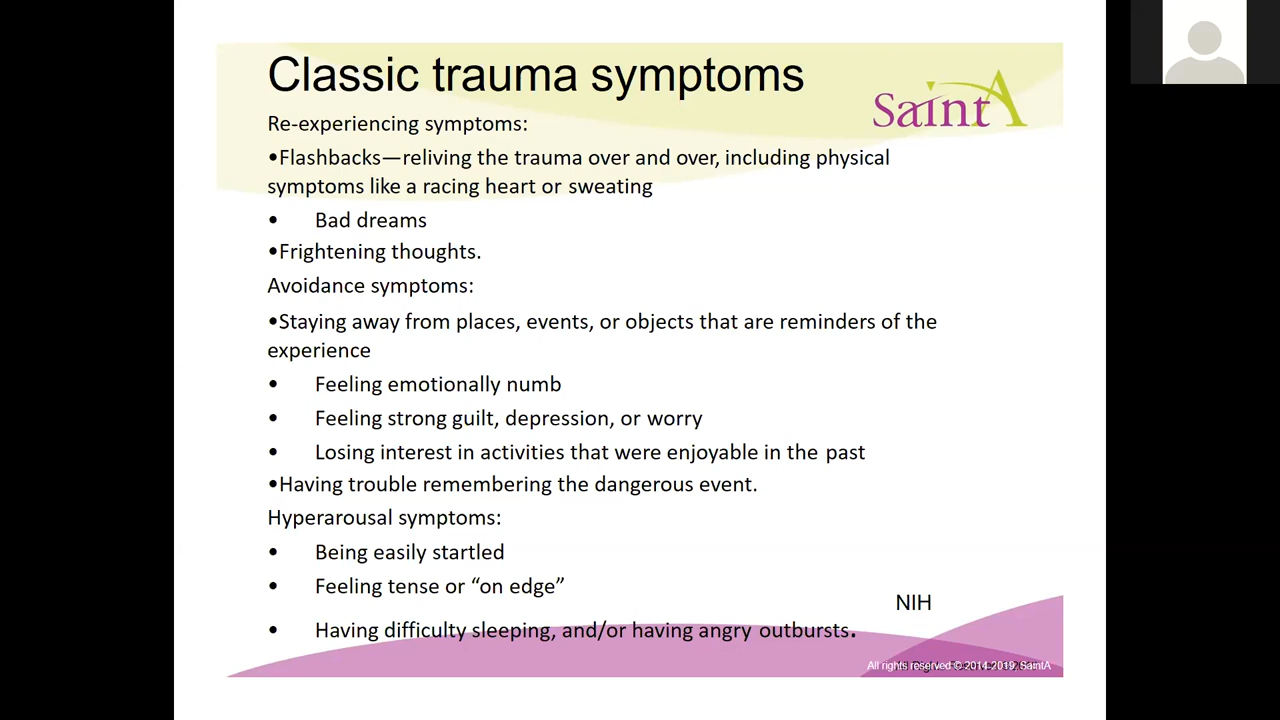 Classic trauma symptoms
SaintA
Re-experiencing symptoms:
•Flashbacks—reliving the trauma over and over, including physical
symptoms like a racing heart or sweating
• Bad dreams
•Frightening thoughts.
Avoidance symptoms:
•Staying away from places, events, or objects that are reminders of the
experience
• Feeling emotionally numb
• Feeling strong guilt, depression, or worry
• Losing interest in activities that were enjoyable in the past
•Having trouble remembering the dangerous event.
Hyperarousal symptoms:
• Being easily startled
• Feeling tense or “on edge”
NIH
• Having difficulty sleeping, and/or having angry outbursts.
All rights reserved © 2014-2019, SaintA